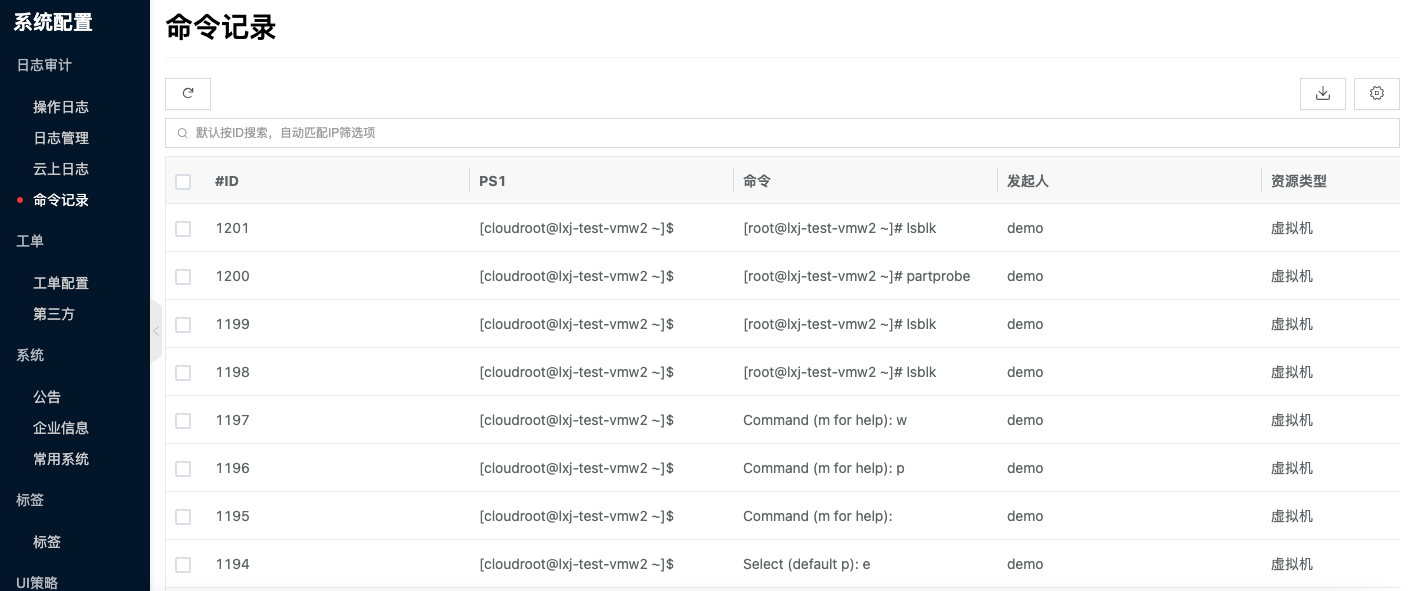 系统配置
日志审计
操作日志
日志管理
云上日志
命令记录
工单
工单配置
第三方
系统
公告
企业信息
常用系统
标签
标签
UI策略
命令记录
默认按ID搜索，自动匹配IP筛选项
#ID PS1 命令 发起人 资源类型
1201 [cloudroot@lxj-test-vmw2 ~]$ [root@lxj-test-vmw2 ~]# lsblk demo 虚拟机
1200 [cloudroot@lxj-test-vmw2 ~]$ [root@lxj-test-vmw2 ~]# partprobe demo 虚拟机
1199 [cloudroot@lxj-test-vmw2 ~]$ [root@lxj-test-vmw2 ~]# lsblk demo 虚拟机
1198 [cloudroot@lxj-test-vmw2 ~]$ [root@lxj-test-vmw2 ~]# lsblk demo 虚拟机
1197 [cloudroot@lxj-test-vmw2 ~]$ Command (m for help): w demo 虚拟机
1196 [cloudroot@lxj-test-vmw2 ~]$ Command (m for help): p demo 虚拟机
1195 [cloudroot@lxj-test-vmw2 ~]$ Command (m for help): demo 虚拟机
1194 [cloudroot@lxj-test-vmw2 ~]$ Select (default p): e demo 虚拟机